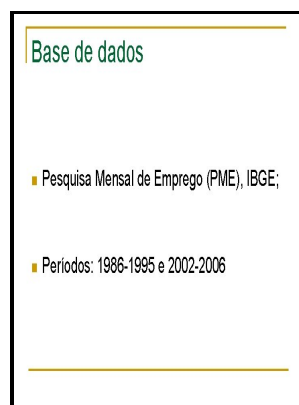 Base de dados
Pesquisa Mensal de Emprego (PME), IBGE;
Períodos: 1986-1995 e 2002-2006